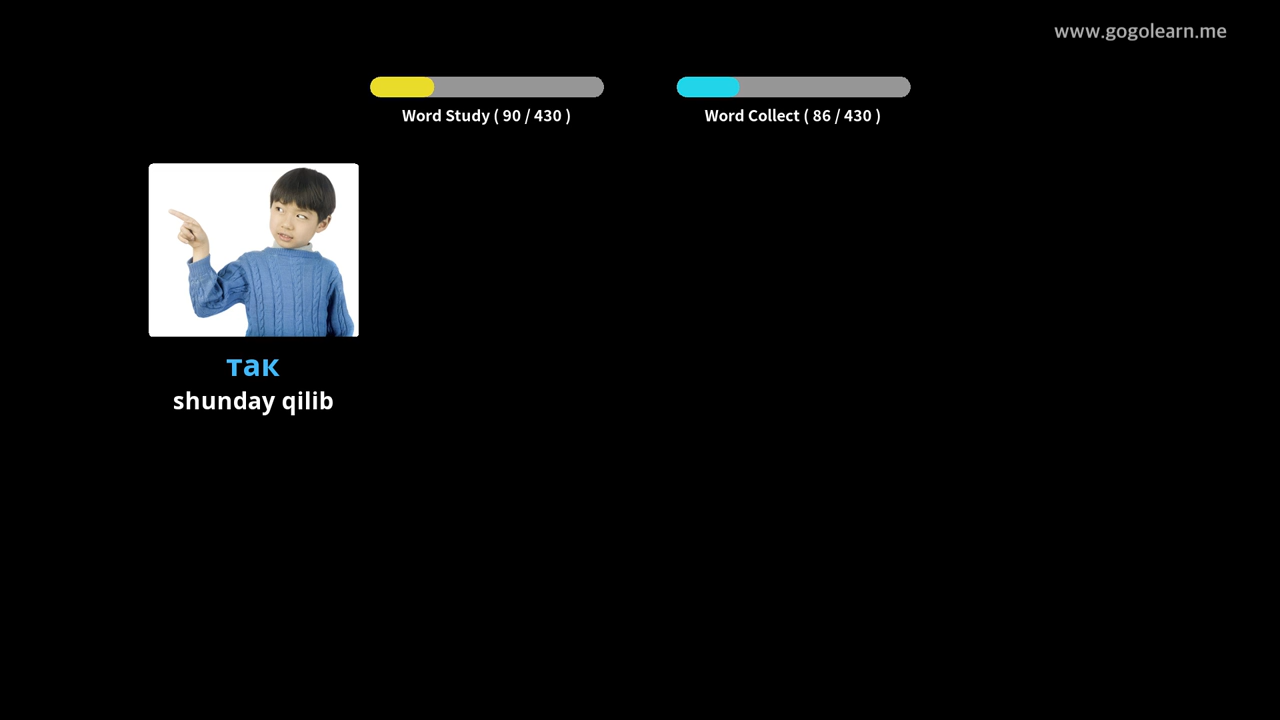 www.gogolearn.me
Word Study ( 90 / 430 )
Word Collect ( 86 / 430 )
так
shunday qilib